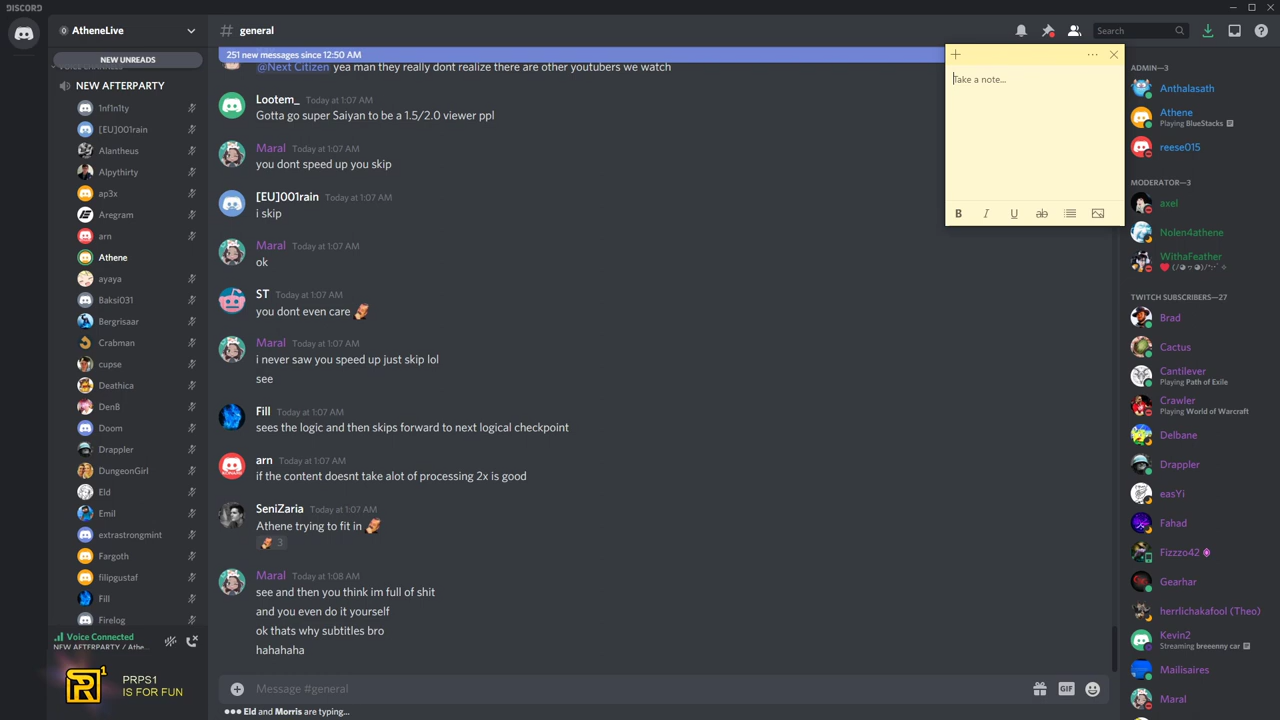 DISCORD
AtheneLive
NEW UNREADS
NEW AFTERPARTY
1nf1n1ty
[EU]001rain
Alantheus
Alpythirty
ap3x
Aregram
arn
Athene
ayaya
Baksi031
Bergrisaar
Crabman
cupse
Deathica
DenB
Doom
Drappler
DungeonGirl
Eld
Emil
extrastrongmint
Fargoth
filipgustaf
Fill
Firelog
Voice Connected
NEW AFTERPARTY / Athe...
PRPS1
IS FOR FUN
# general
Search
251 new messages since 12:50 AM
@Next Citizen yea man they really dont realize there are other youtubers we watch
Lootem_ Today at 1:07 AM
Gotta go super Saiyan to be a 1.5/2.0 viewer ppl
Maral Today at 1:07 AM
you dont speed up you skip
[EU]001rain Today at 1:07 AM
i skip
Maral Today at 1:07 AM
ok
ST Today at 1:07 AM
you dont even care
Maral Today at 1:07 AM
i never saw you speed up just skip lol
see
Fill Today at 1:07 AM
sees the logic and then skips forward to next logical checkpoint
arn Today at 1:07 AM
if the content doesnt take alot of processing 2x is good
SeniZaria Today at 1:07 AM
Athene trying to fit in
3
Maral Today at 1:08 AM
see and then you think im full of shit
and you even do it yourself
ok thats why subtitles bro
hahahaha
Message #general
GIF
Eld and Morris are typing...
Take a note...
B I U ab
ADMIN—3
Anthalasath
Athene
Playing BlueStacks
reese015
MODERATOR—3
axel
Nolen4athene
WithaFeather
TWITCH SUBSCRIBERS—27
Brad
Cactus
Cantilever
Playing Path of Exile
Crawler
Playing World of Warcraft
Delbane
Drappler
easYi
Fahad
Fizzzo42
Gearhar
herrlichakafool (Theo)
Kevin2
Streaming breeenny car
Mailisaires
Maral